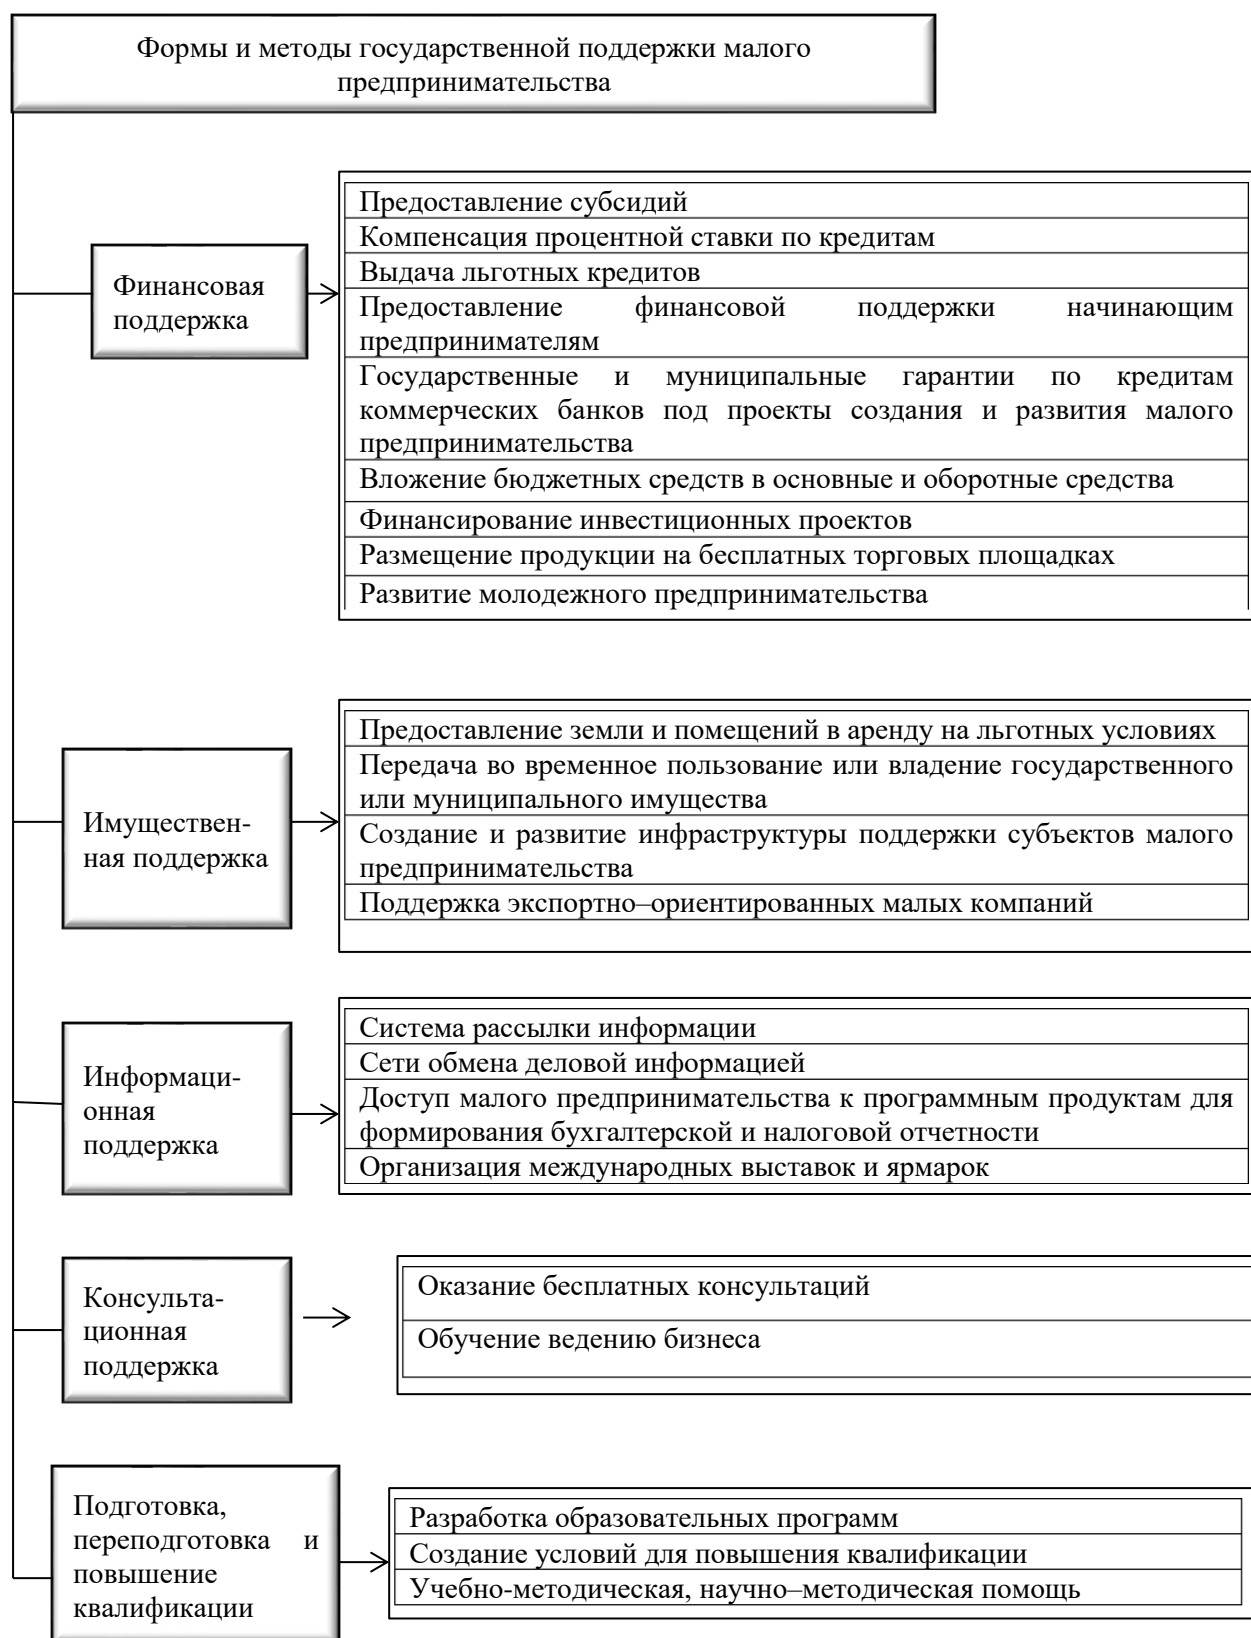 Формы и методы государственной поддержки малого
предпринимательства
Финансовая
поддержка
Предоставление субсидий
Компенсация процентной ставки по кредитам
Выдача льготных кредитов
Предоставление финансовой поддержки начинающим
предпринимателям
Государственные и муниципальные гарантии по кредитам
коммерческих банков под проекты создания и развития малого
предпринимательства
Вложение бюджетных средств в основные и оборотные средства
Финансирование инвестиционных проектов
Размещение продукции на бесплатных торговых площадках
Развитие молодежного предпринимательства
Имуществен-
ная поддержка
Предоставление земли и помещений в аренду на льготных условиях
Передача во временное пользование или владение государственного
или муниципального имущества
Создание и развитие инфраструктуры поддержки субъектов малого
предпринимательства
Поддержка экспортно–ориентированных малых компаний
Информаци-
онная
поддержка
Система рассылки информации
Сети обмена деловой информацией
Доступ малого предпринимательства к программным продуктам для
формирования бухгалтерской и налоговой отчетности
Организация международных выставок и ярмарок
Консульта-
ционная
поддержка
Оказание бесплатных консультаций
Обучение ведению бизнеса
Подготовка,
переподготовка и
повышение
квалификации
Разработка образовательных программ
Создание условий для повышения квалификации
Учебно-методическая, научно–методическая помощь